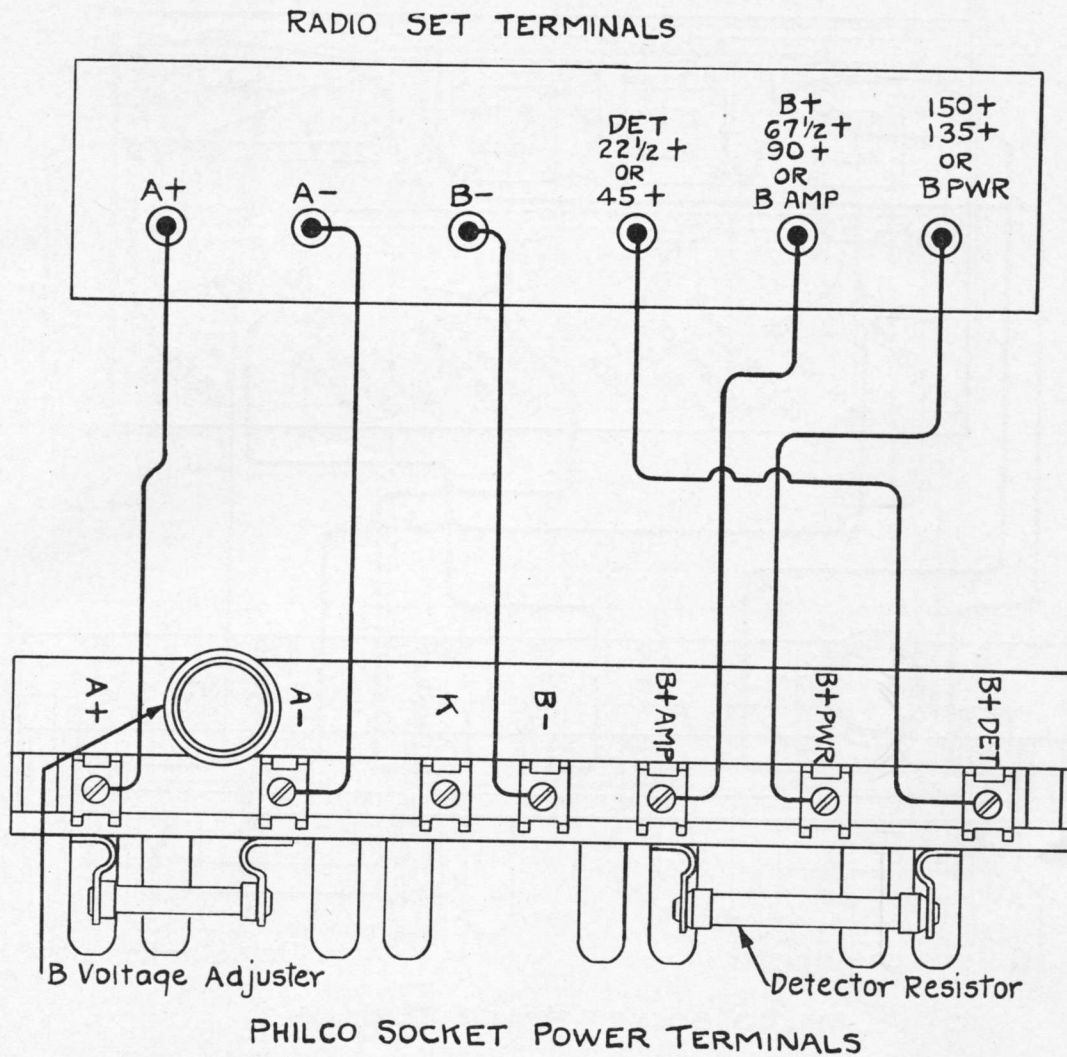 RADIO SET TERMINALS
A+
A-
B-
DET
22½+
OR
45+
B+
67½+
90+
OR
B AMP
150+
135+
OR
B PWR
A+
A-
K
B-
B+ AMP
B+ PWR
B+ DET
B Voltage Adjuster
Detector Resistor
PHILCO SOCKET POWER TERMINALS